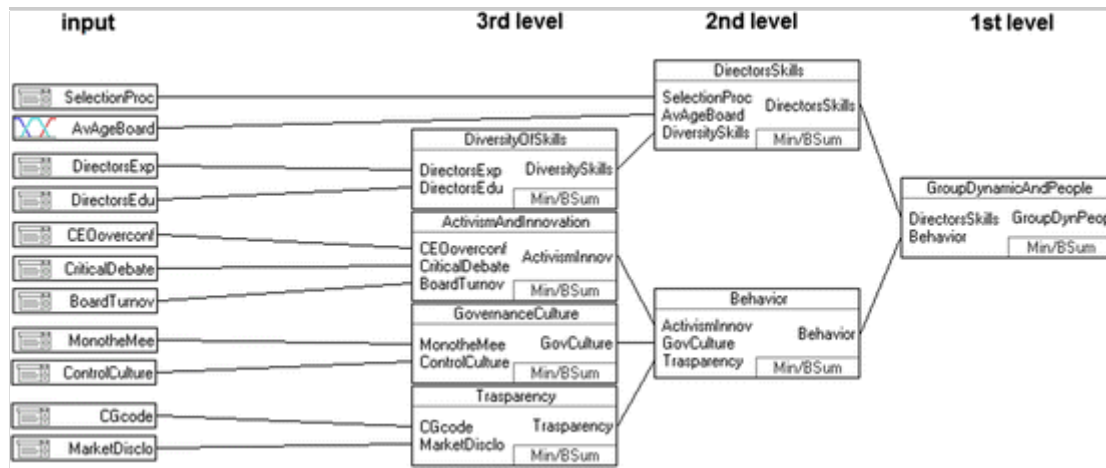 input
3rd level
2nd level
1st level
SelectionProc
AvAgeBoard
DirectorsExp
DirectorsEdu
CEOoverconf
CriticalDebate
BoardTurnov
MonotheMee
ControlCulture
CGcode
MarketDisclo
DiversityOfSkills
DirectorsExp
DiversitySkills
DirectorsEdu
Min/BSum
ActivismAndInnovation
CEOoverconf
ActivismInnov
CriticalDebate
BoardTurnov
Min/BSum
GovernanceCulture
MonotheMee
GovCulture
ControlCulture
Min/BSum
Trasparency
CGcode
Trasparency
MarketDisclo
Min/BSum
DirectorsSkills
SelectionProc
DirectorsSkills
AvAgeBoard
DiversitySkills
Min/BSum
Behavior
ActivismInnov
Behavior
GovCulture
Trasparency
Min/BSum
GroupDynamicAndPeople
DirectorsSkills
GroupDynPeop
Behavior
Min/BSum